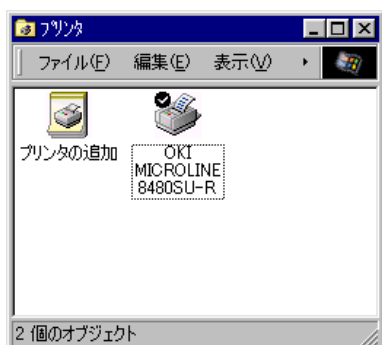 プリンタ
ファイル(F) 編集(E) 表示(V)
プリンタの追加
OKI
MICROLINE
8480SU-R
2 個のオブジェクト